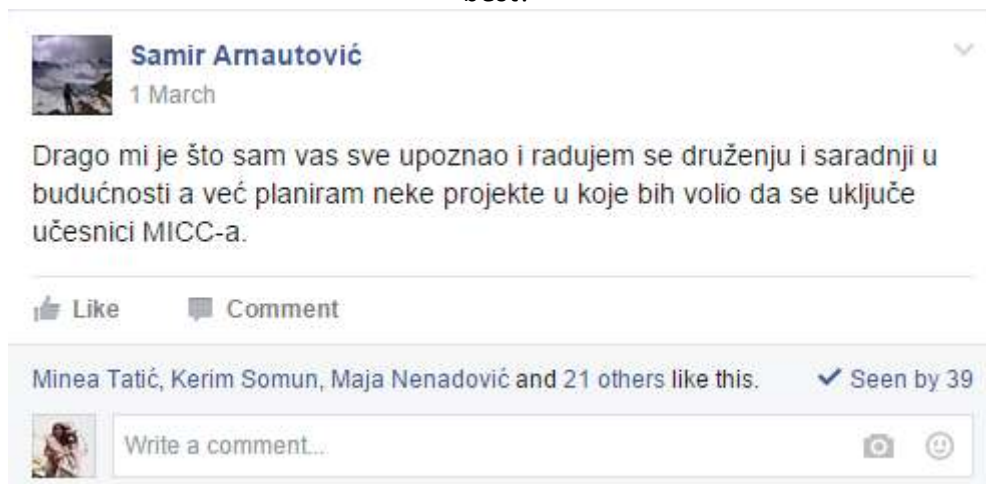 Samir Arnautović
1 March
Drago mi je što sam vas sve upoznao i radujem se druženju i saradnji u
budućnosti a već planiram neke projekte u koje bih volio da se uključe
učesnici MICC-a.
Like Comment
Minea Tatić, Kerim Somun, Maja Nenadović and 21 others like this. Seen by 39
Write a comment...